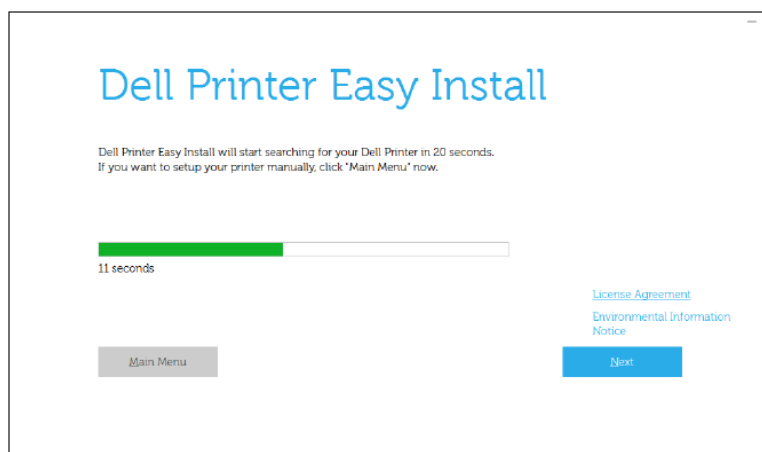 Dell Printer Easy Install
Dell Printer Easy Install will start searching for your Dell Printer in 20 seconds.
If you want to setup your printer manually, click "Main Menu" now.
11 seconds
License Agreement
Environmental Information
Notice
Main Menu
Next